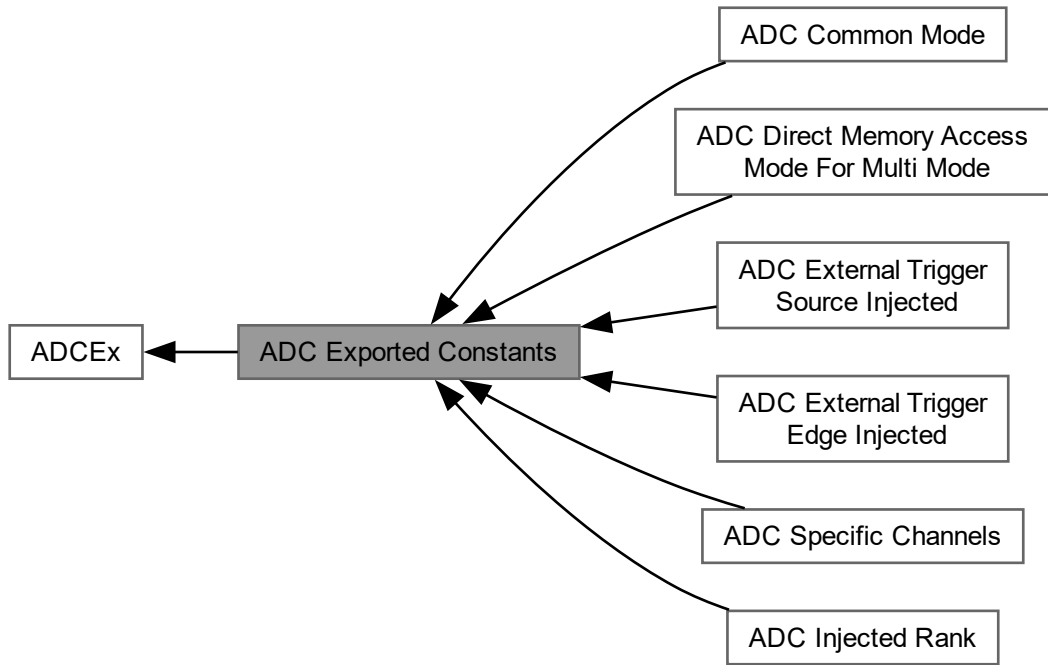 ADC Common Mode
ADC Direct Memory Access
Mode For Multi Mode
ADC External Trigger
Source Injected
ADCEx
ADC Exported Constants
ADC External Trigger
Edge Injected
ADC Specific Channels
ADC Injected Rank